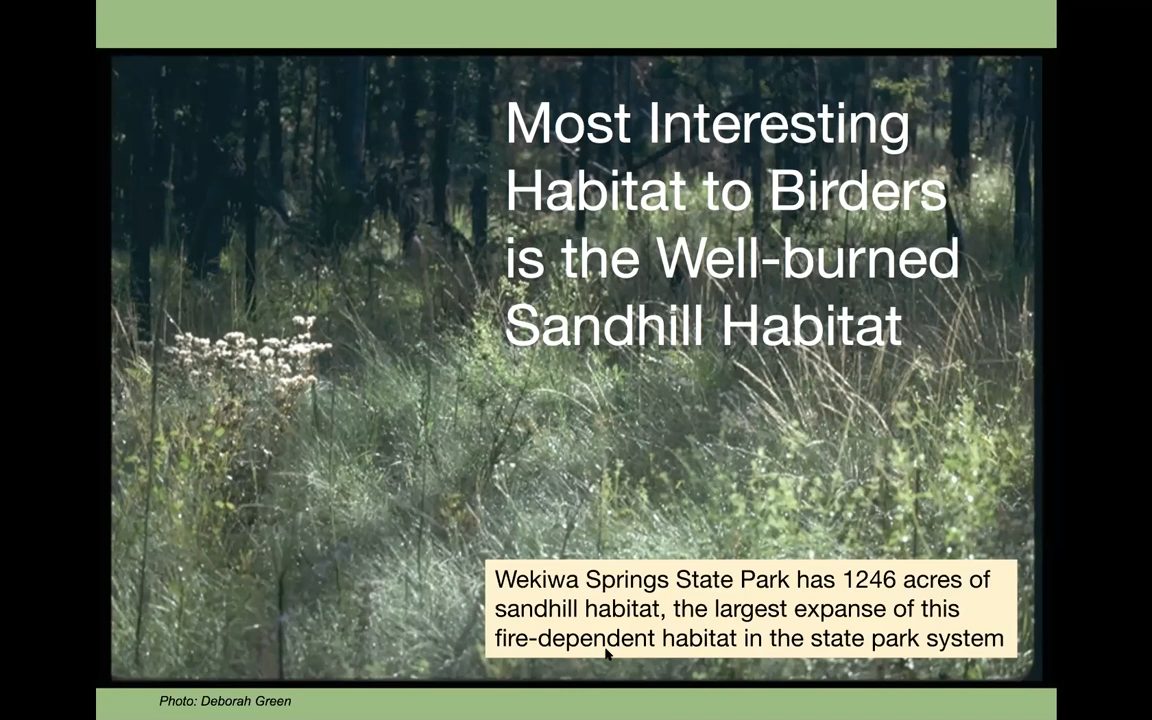 Most Interesting
Habitat to Birders
is the Well-burned
Sandhill Habitat
Wekiwa Springs State Park has 1246 acres of
sandhill habitat, the largest expanse of this
fire-dependent habitat in the state park system
Photo: Deborah Green